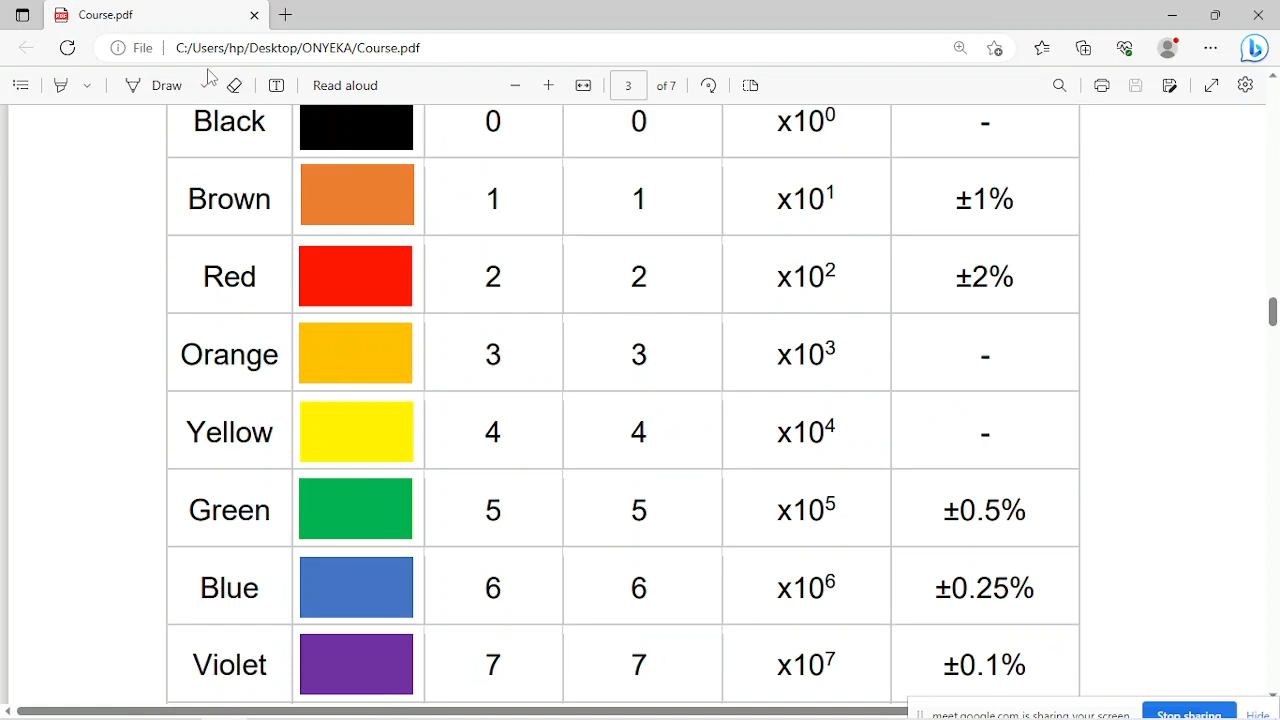 Course.pdf
File C:/Users/hp/Desktop/ONYEKA/Course.pdf
Draw Read aloud 3 of 7
Black 0 0 x10⁰ -
Brown 1 1 x10¹ ±1%
Red 2 2 x10² ±2%
Orange 3 3 x10³ -
Yellow 4 4 x10⁴ -
Green 5 5 x10⁵ ±0.5%
Blue 6 6 x10⁶ ±0.25%
Violet 7 7 x10⁷ ±0.1%
meet.google.com is sharing your screen. Stop sharing Hide